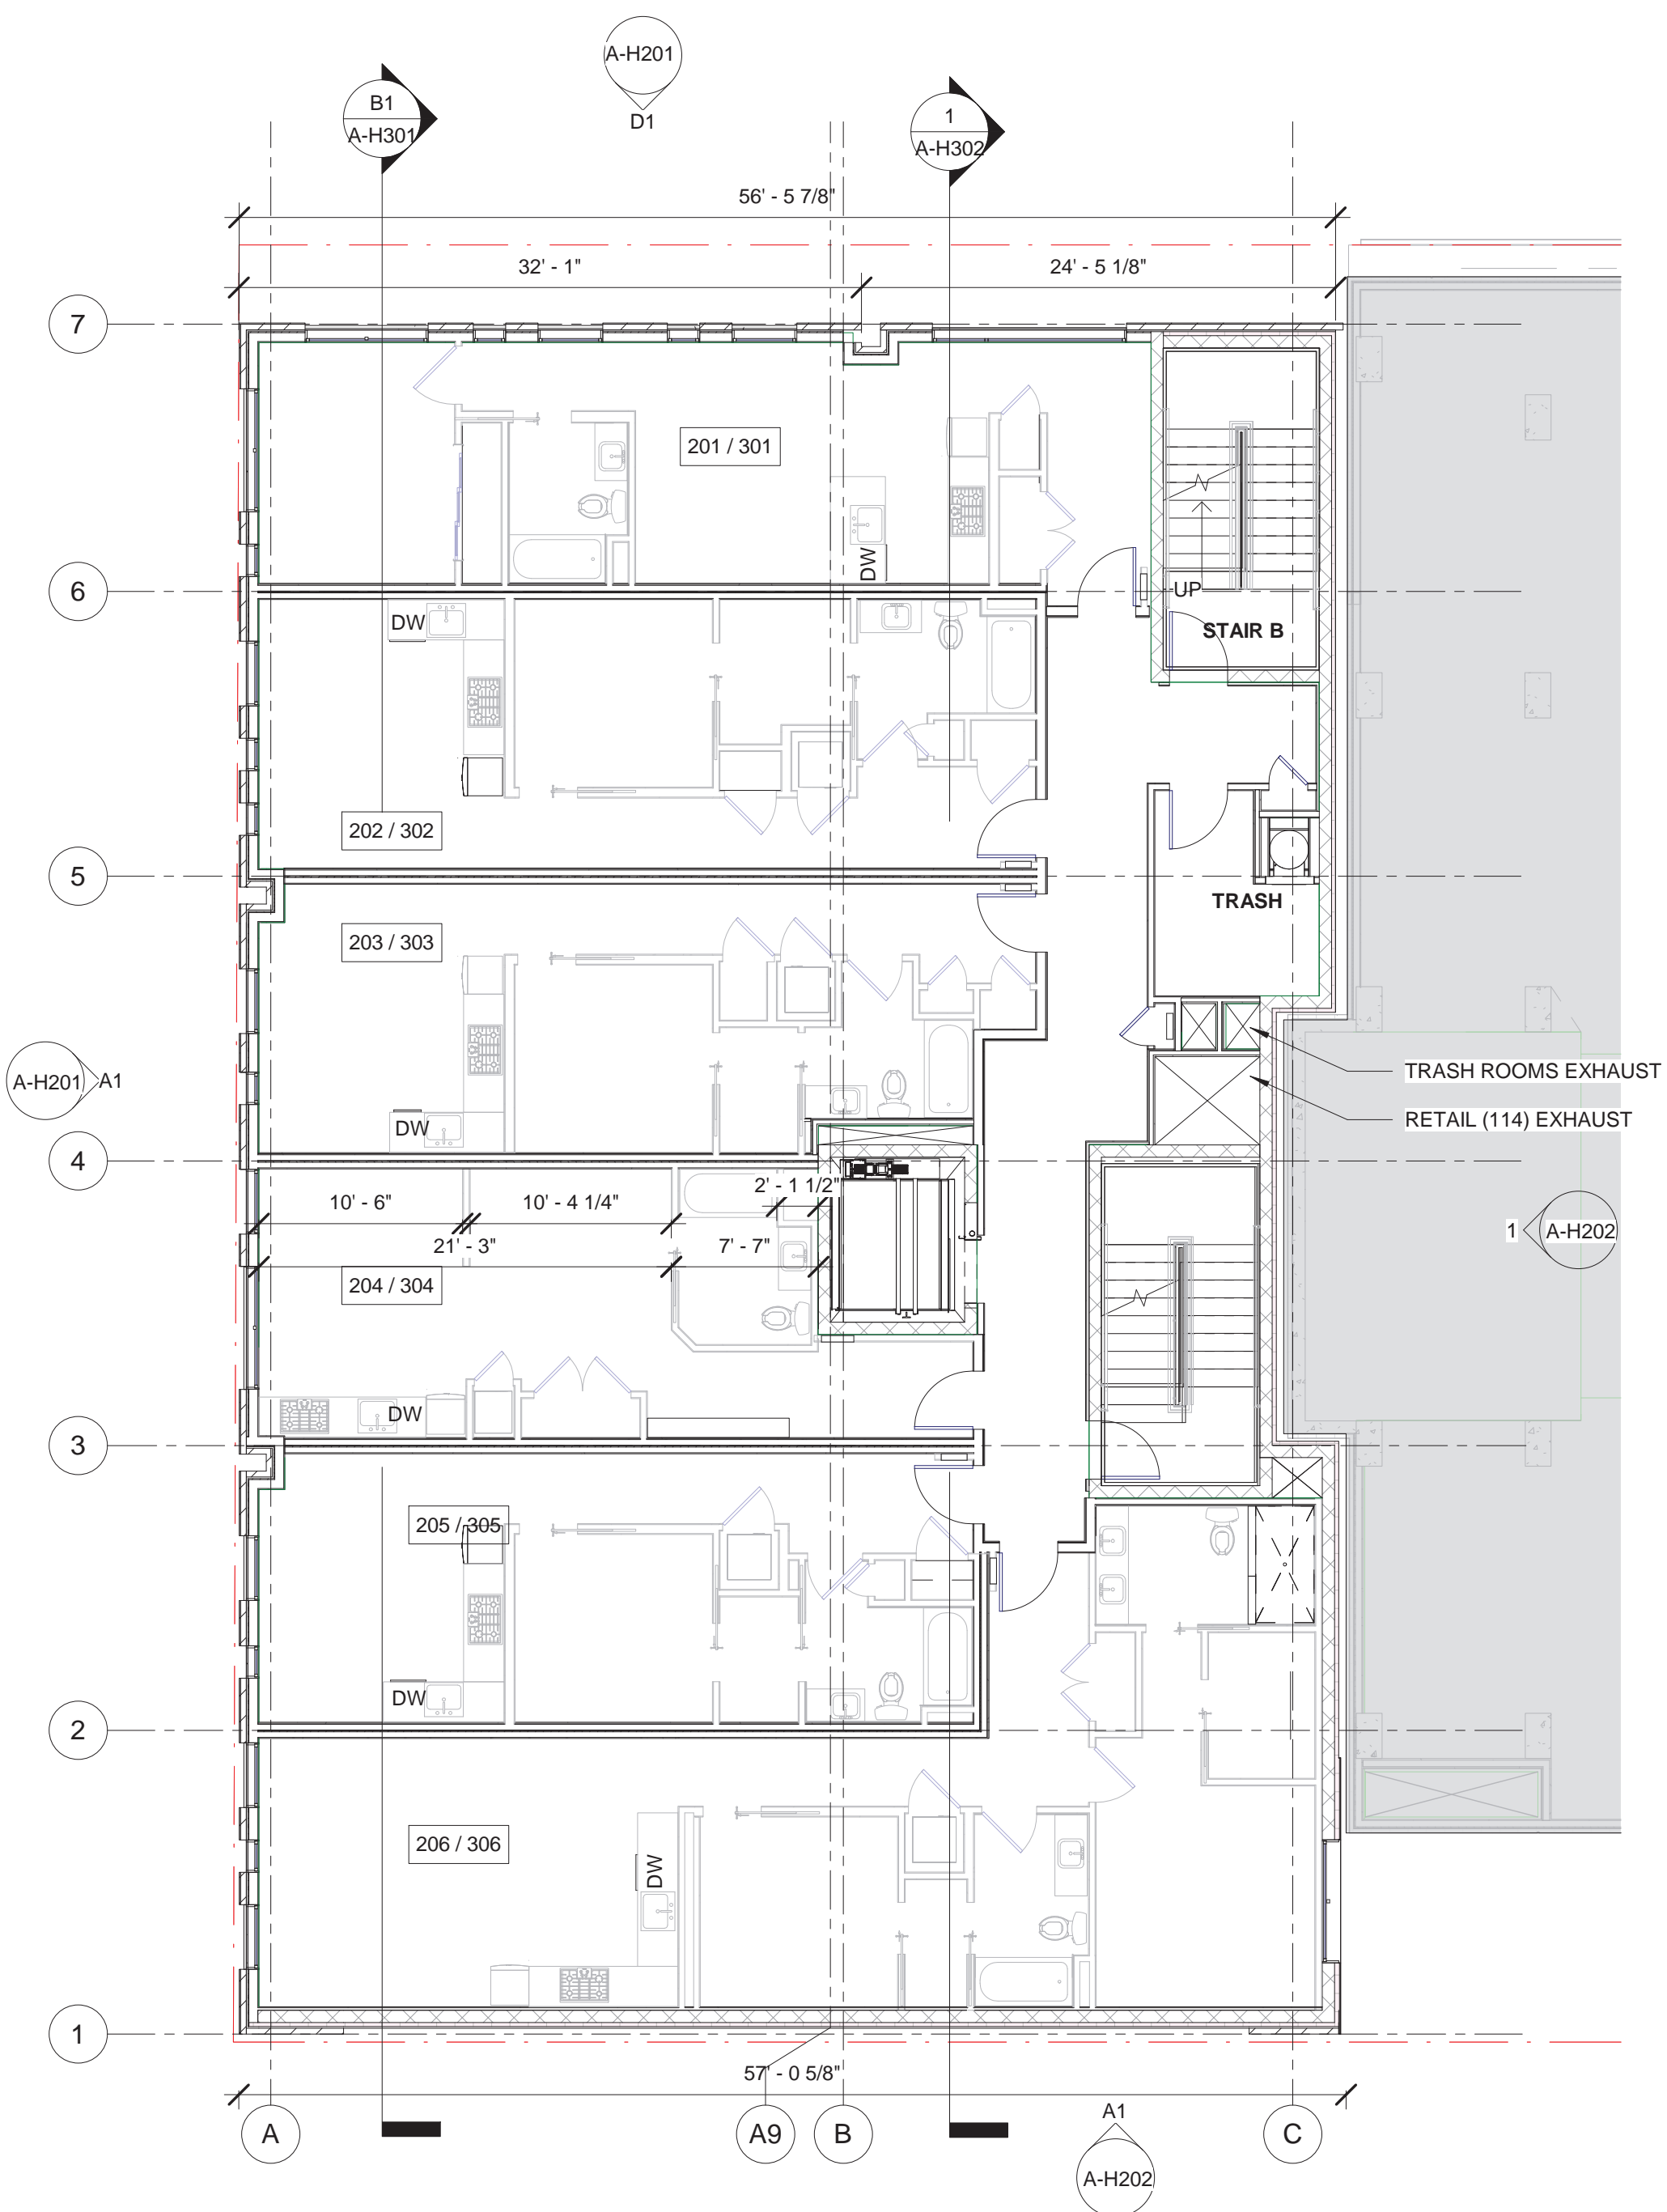 A-H201
D1
B1
A-H301
1
A-H302
56' - 5 7/8"
32' - 1"
24' - 5 1/8"
7
201 / 301
DW
6
UP
DW
STAIR B
202 / 302
5
TRASH
203 / 303
TRASH ROOMS EXHAUST
A-H201
A1
RETAIL (114) EXHAUST
DW
4
10' - 6"
10' - 4 1/4"
2' - 1 1/2"
1
A-H202
21' - 3"
7' - 7"
204 / 304
DW
3
205 / 305
DW
2
206 / 306
DW
1
57' - 0 5/8"
A
A9
B
A1
C
A-H202